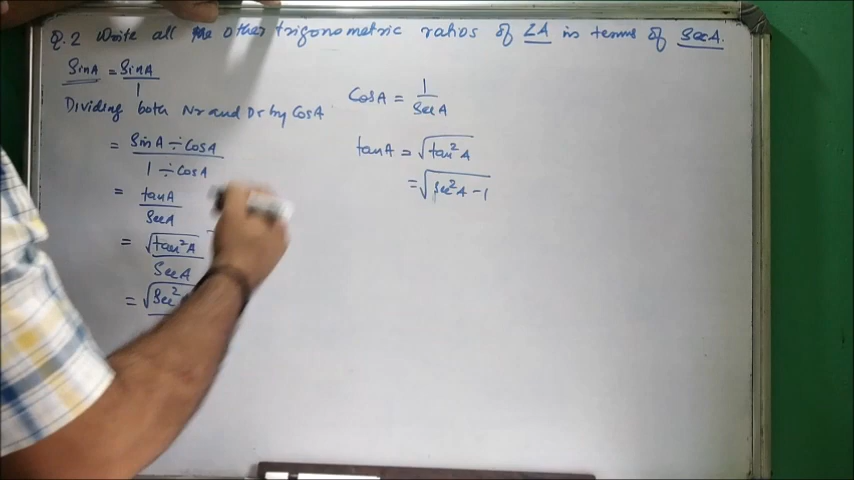 Q.2 Write all the other trigonometric ratios of ∠A in terms of SecA.
SinA = SinA/1
Dividing both Nr and Dr by CosA
= SinA ÷ CosA / 1 ÷ CosA
= tanA/SecA
= √tan²A / SecA
= √Sec²
CosA = 1/SecA
tanA = √tan²A
= √Sec²A - 1